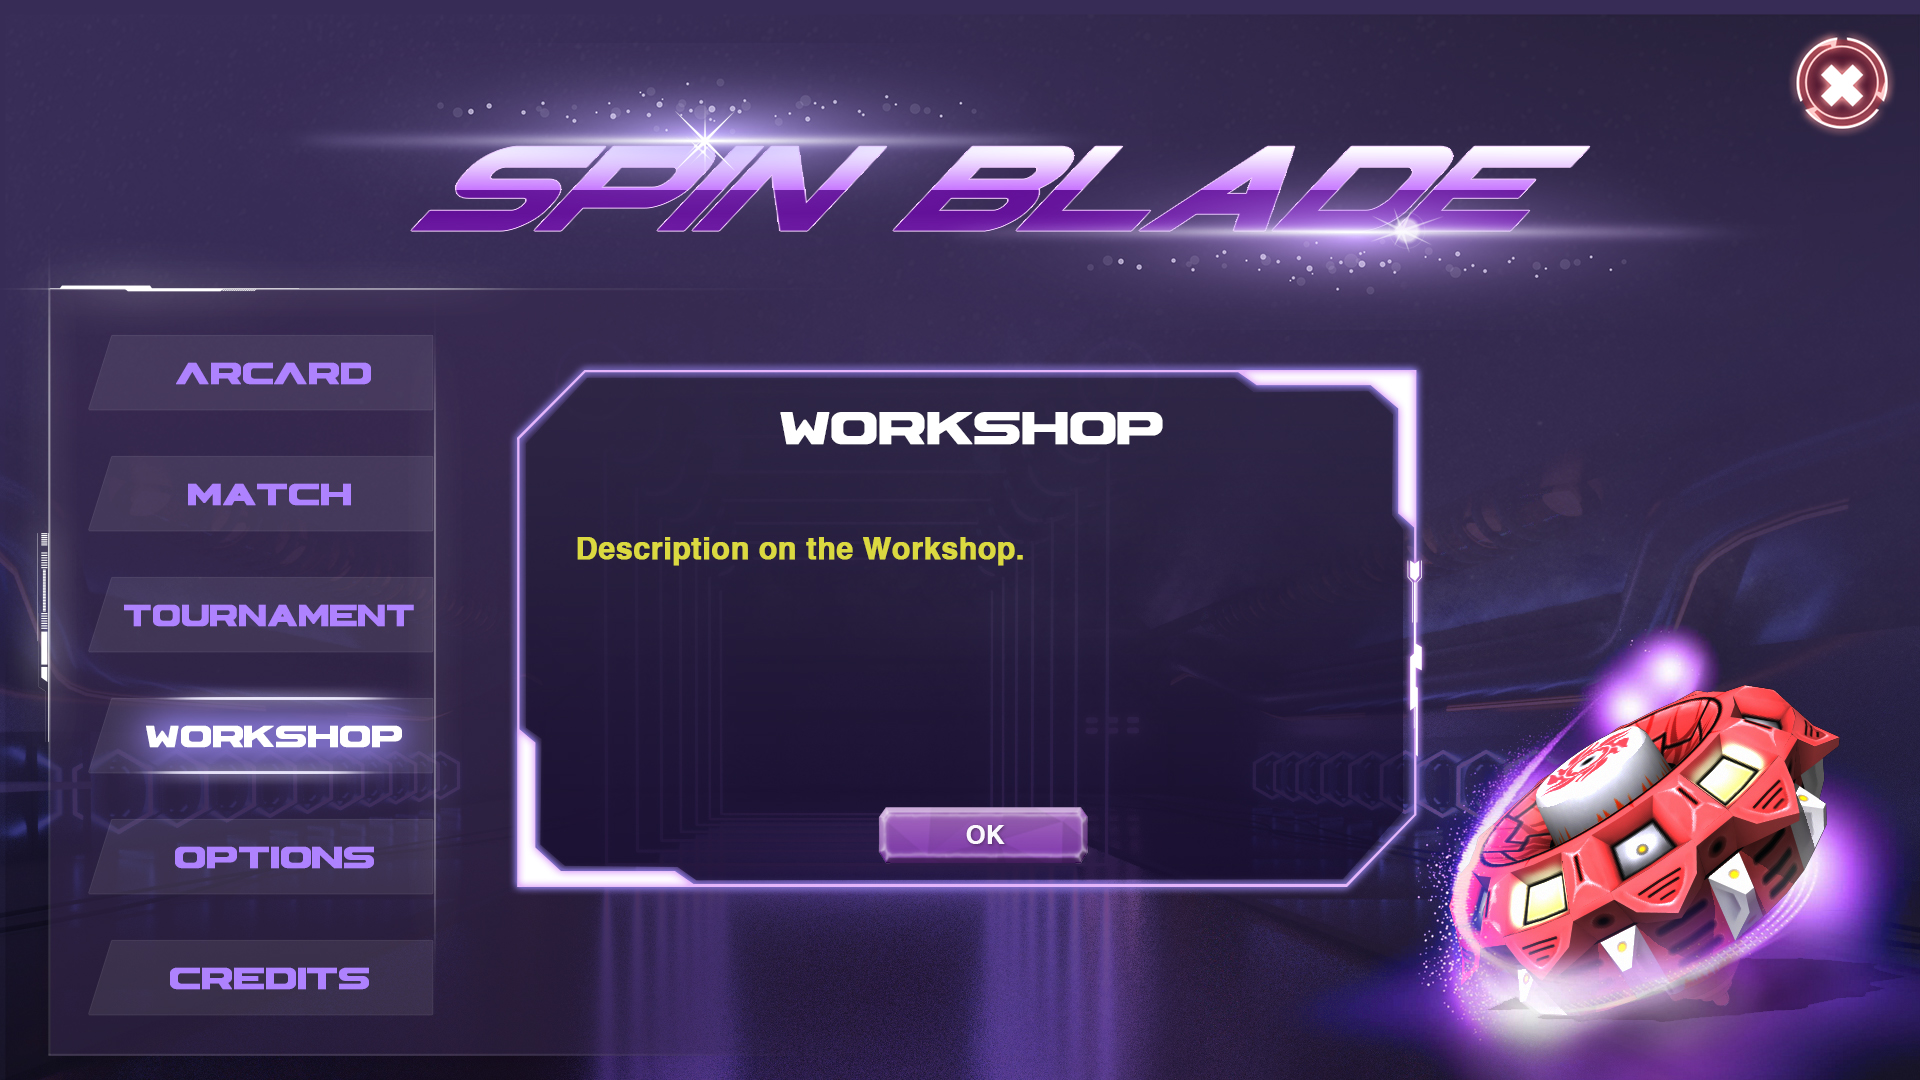 SPIN BLADE
ARCARD
MATCH
TOURNAMENT
WORKSHOP
OPTIONS
CREDITS
WORKSHOP
Description on the Workshop.
OK